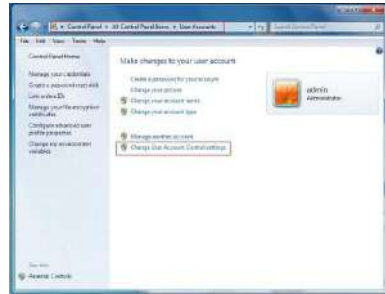 Control Panel ▸ All Control Panel Items ▸ User Accounts
Search Control Panel
File Edit View Tools Help
Control Panel Home
Manage your credentials
Create a password reset disk
Link online IDs
Manage your file encryption certificates
Configure advanced user profile properties
Change my environment variables
See also
Parental Controls
Make changes to your user account
Create a password for your account
Change your picture
Change your account name
Change your account type
Manage another account
Change User Account Control settings
admin
Administrator